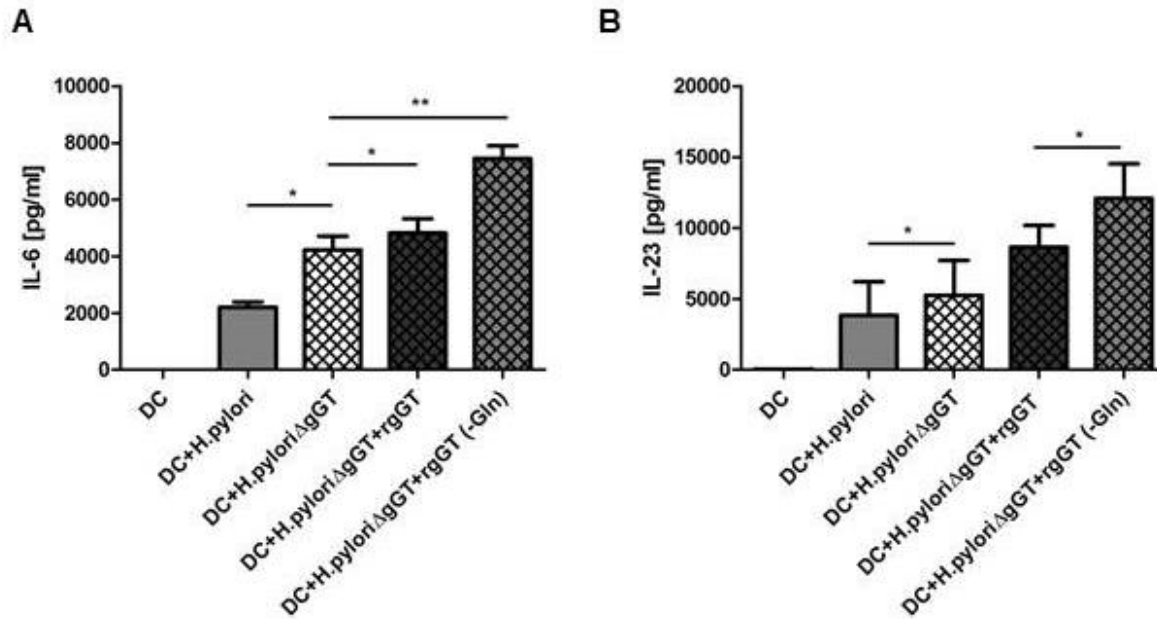 A
IL-6 [pg/ml]
10000
8000
6000
4000
2000
0
*
*
**
DC
DC+H.pylori
DC+H.pyloriΔgGT
DC+H.pyloriΔgGT+rgGT
DC+H.pyloriΔgGT+rgGT (-Gln)
B
IL-23 [pg/ml]
20000
15000
10000
5000
0
*
*
DC
DC+H.pylori
DC+H.pyloriΔgGT
DC+H.pyloriΔgGT+rgGT
DC+H.pyloriΔgGT+rgGT (-Gln)